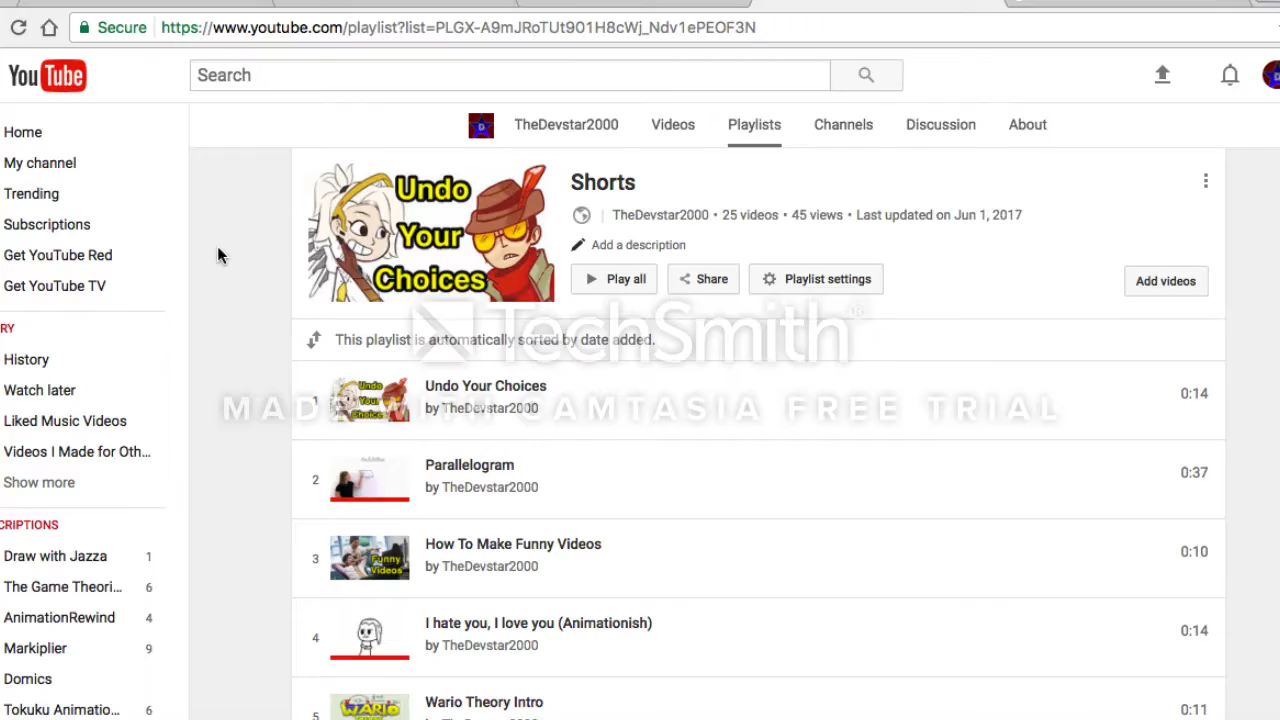 Secure https://www.youtube.com/playlist?list=PLGX-A9mJRoTUt901H8cWj_Ndv1ePEOF3N
YouTube
Search
Home
My channel
Trending
Subscriptions
Get YouTube Red
Get YouTube TV
RY
History
Watch later
Liked Music Videos
Videos I Made for Oth...
Show more
CRIPTIONS
Draw with Jazza 1
The Game Theori... 6
AnimationRewind 4
Markiplier 9
Domics
Tokuku Animatio... 6
D TheDevstar2000 Videos Playlists Channels Discussion About
Undo
Your
Choices
Shorts
TheDevstar2000 • 25 videos • 45 views • Last updated on Jun 1, 2017
Add a description
Play all Share Playlist settings Add videos
This playlist is automatically sorted by date added.
TechSmith
MADE WITH CAMTASIA FREE TRIAL
1 Undo Your Choices 0:14
by TheDevstar2000
Undo
Your
Choice
2 Parallelogram 0:37
by TheDevstar2000
3 How To Make Funny Videos 0:10
by TheDevstar2000
Funny
Videos
4 I hate you, I love you (Animationish) 0:14
by TheDevstar2000
5 Wario Theory Intro 0:11
WARIO